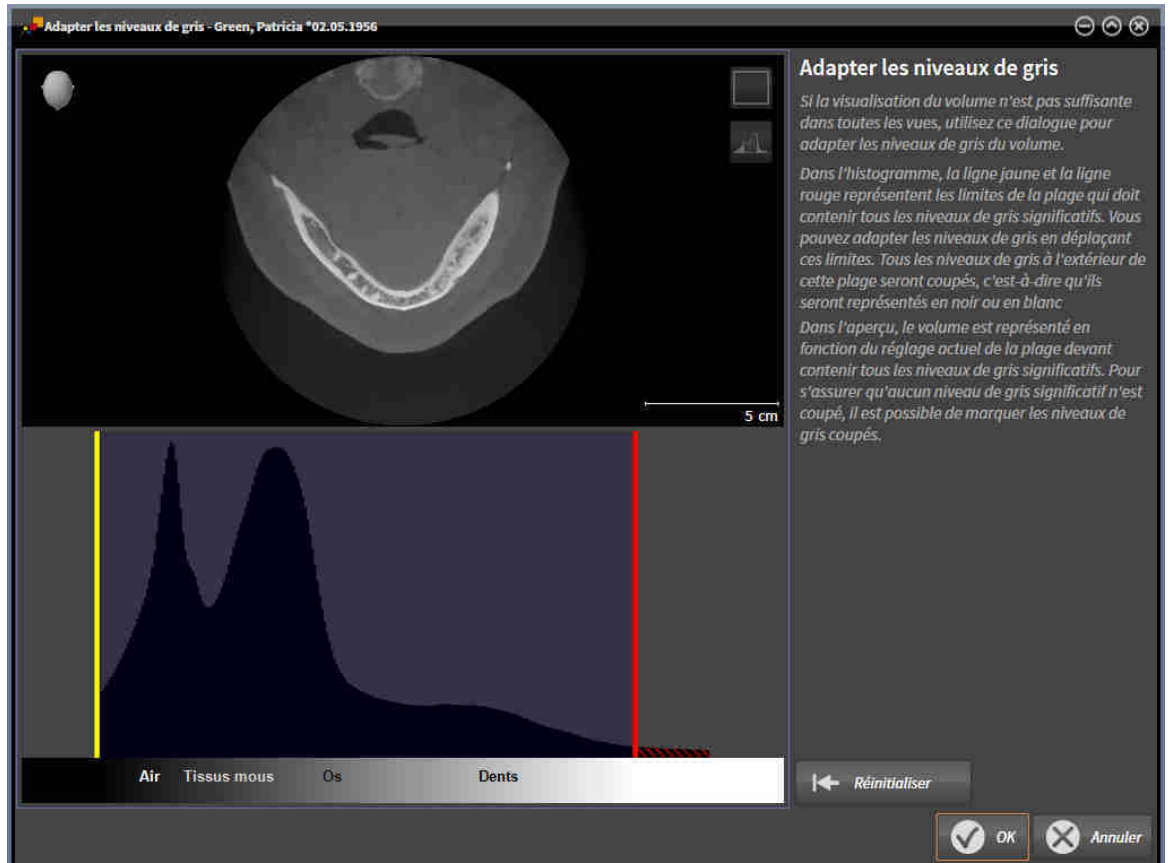 Adapter les niveaux de gris - Green, Patricia *02.05.1956
5 cm
Air Tissus mous Os Dents
Adapter les niveaux de gris
Si la visualisation du volume n'est pas suffisante
dans toutes les vues, utilisez ce dialogue pour
adapter les niveaux de gris du volume.
Dans l'histogramme, la ligne jaune et la ligne
rouge représentent les limites de la plage qui doit
contenir tous les niveaux de gris significatifs. Vous
pouvez adapter les niveaux de gris en déplaçant
ces limites. Tous les niveaux de gris à l'extérieur de
cette plage seront coupés, c'est-à-dire qu'ils
seront représentés en noir ou en blanc
Dans l'aperçu, le volume est représenté en
fonction du réglage actuel de la plage devant
contenir tous les niveaux de gris significatifs. Pour
s'assurer qu'aucun niveau de gris significatif n'est
coupé, il est possible de marquer les niveaux de
gris coupés.
Réinitialiser
OK Annuler